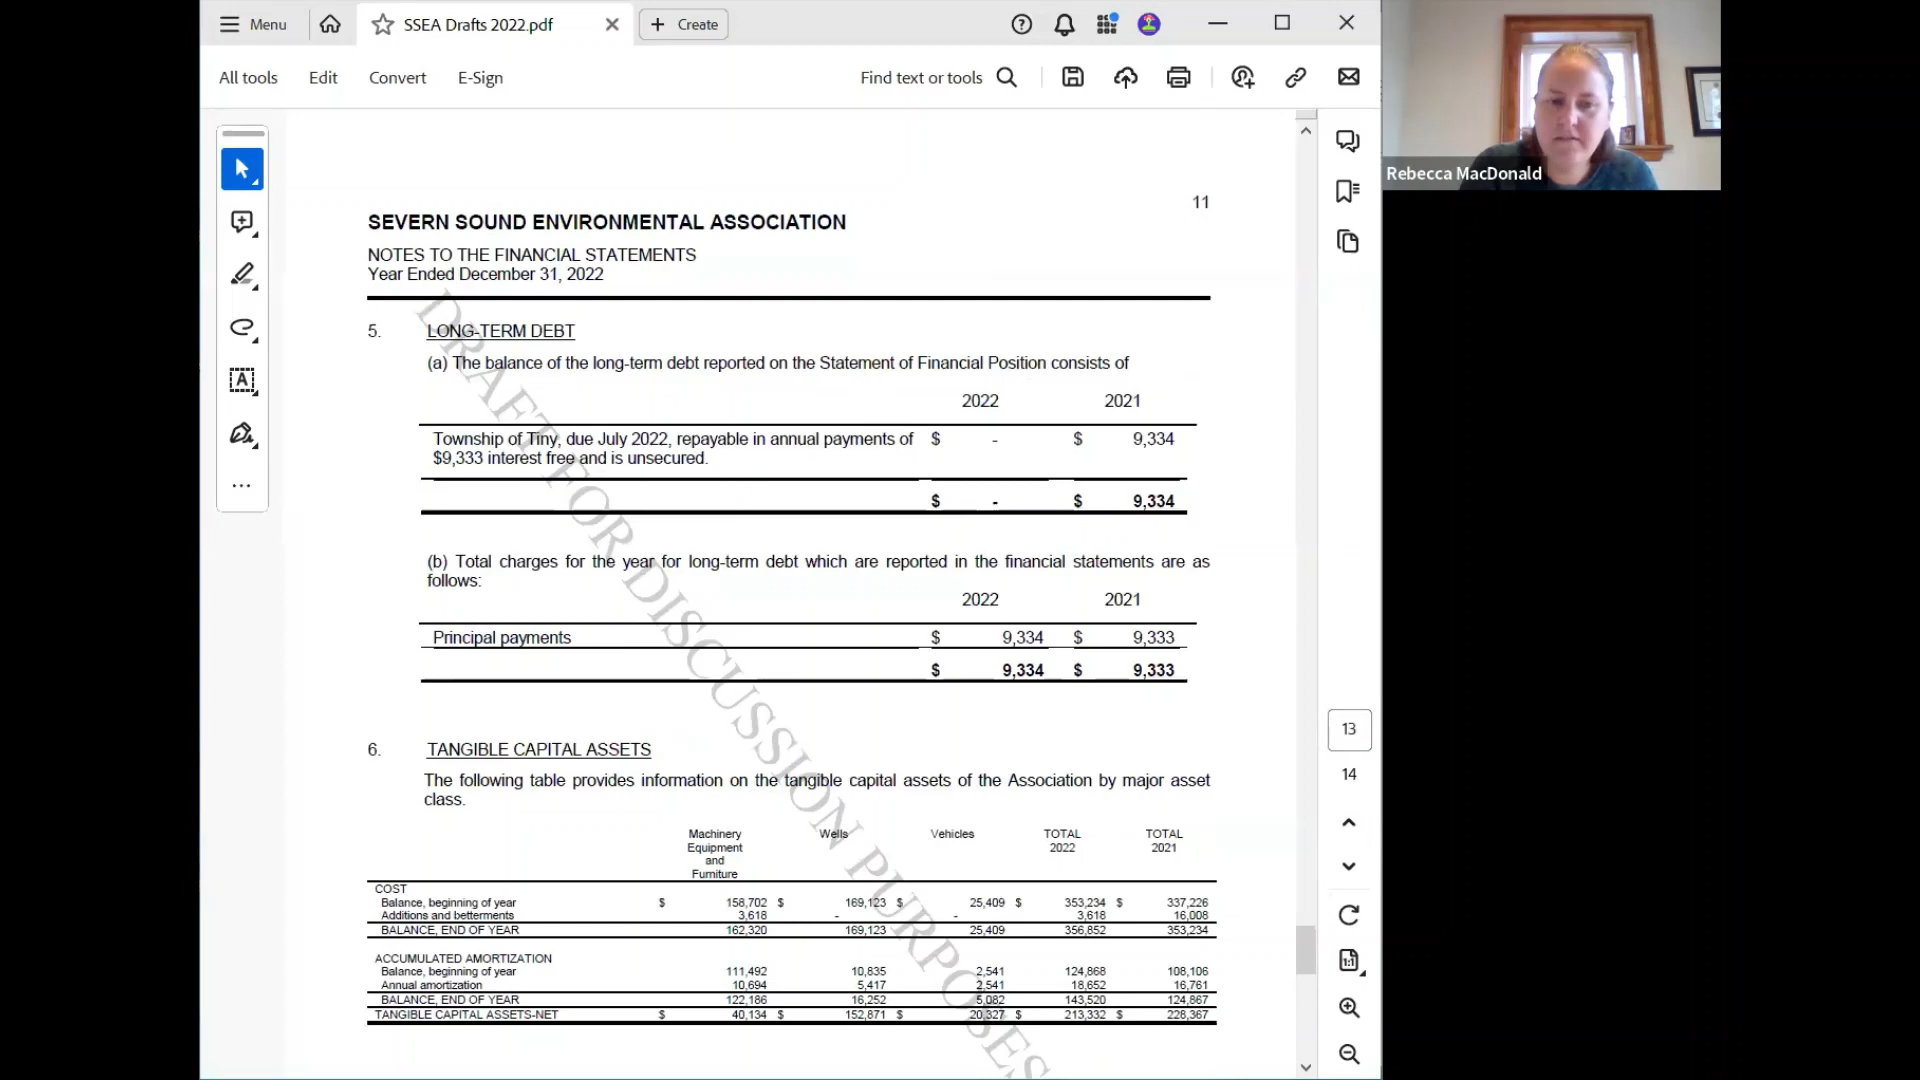 Menu
SSEA Drafts 2022.pdf
Create
All tools Edit Convert E-Sign
Find text or tools
Rebecca MacDonald
11
SEVERN SOUND ENVIRONMENTAL ASSOCIATION
NOTES TO THE FINANCIAL STATEMENTS
Year Ended December 31, 2022
5. LONG-TERM DEBT
(a) The balance of the long-term debt reported on the Statement of Financial Position consists of
2022 2021
Township of Tiny, due July 2022, repayable in annual payments of $ - $ 9,334
$9,333 interest free and is unsecured.
$ - $ 9,334
(b) Total charges for the year for long-term debt which are reported in the financial statements are as
follows:
2022 2021
Principal payments $ 9,334 $ 9,333
$ 9,334 $ 9,333
6. TANGIBLE CAPITAL ASSETS
The following table provides information on the tangible capital assets of the Association by major asset
class.
Machinery Wells Vehicles TOTAL TOTAL
Equipment 2022 2021
and
Furniture
COST
Balance, beginning of year $ 158,702 $ 169,123 $ 25,409 $ 353,234 $ 337,226
Additions and betterments 3,618 - - 3,618 16,008
BALANCE, END OF YEAR 162,320 169,123 25,409 356,852 353,234
ACCUMULATED AMORTIZATION
Balance, beginning of year 111,492 10,835 2,541 124,868 108,106
Annual amortization 10,694 5,417 2,541 18,652 16,761
BALANCE, END OF YEAR 122,186 16,252 5,082 143,520 124,867
TANGIBLE CAPITAL ASSETS-NET $ 40,134 $ 152,871 $ 20,327 $ 213,332 $ 228,367
DRAFT FOR DISCUSSION PURPOSES
13
14